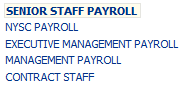 SENIOR STAFF PAYROLL
NYSC PAYROLL
EXECUTIVE MANAGEMENT PAYROLL
MANAGEMENT PAYROLL
CONTRACT STAFF